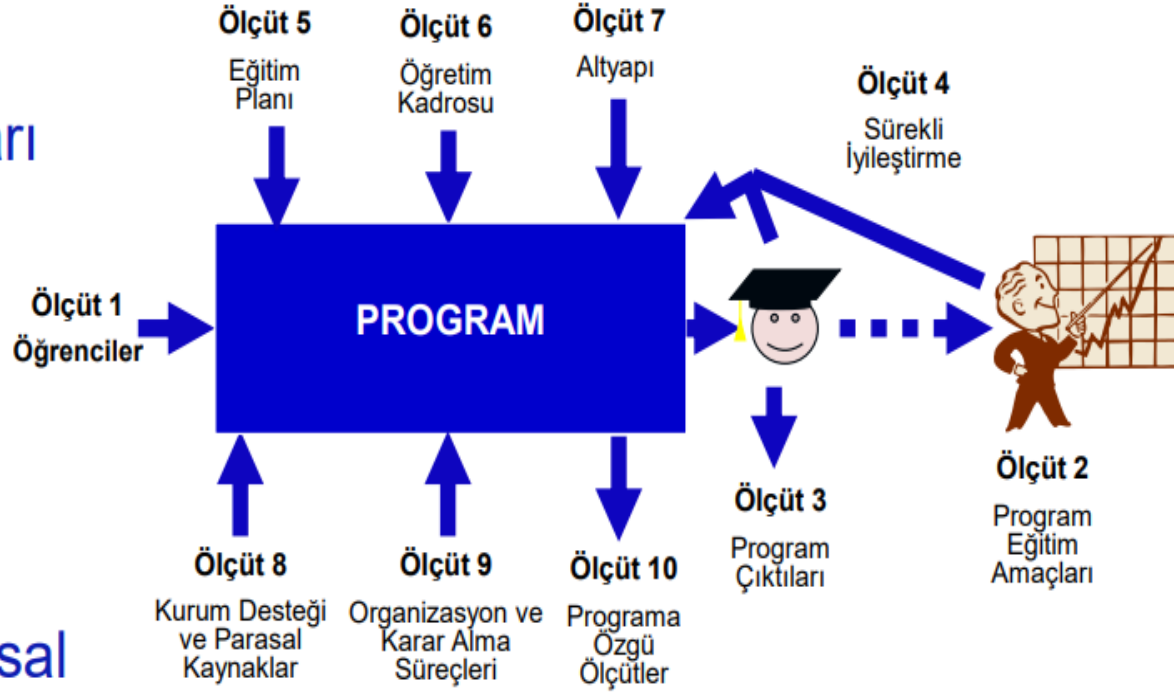 Ölçüt 5
Eğitim
Planı
Ölçüt 6
Öğretim
Kadrosu
Ölçüt 7
Altyapı
Ölçüt 4
Sürekli
İyileştirme
arı
Ölçüt 1
Öğrenciler
PROGRAM
Ölçüt 3
Program
Çıktıları
Ölçüt 2
Program
Eğitim
Amaçları
Ölçüt 8
Kurum Desteği
ve Parasal
Kaynaklar
Ölçüt 9
Organizasyon ve
Karar Alma
Süreçleri
Ölçüt 10
Programa
Özgü
Ölçütler
sal